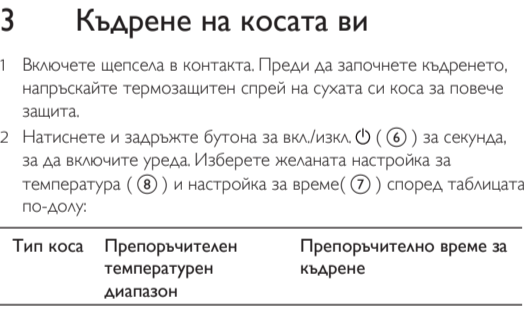 3 Къдрене на косата ви
1 Включете щепсела в контакта. Преди да започнете къдренето,
напръскайте термозащитен спрей на сухата си коса за повече
защита.
2 Натиснете и задръжте бутона за вкл./изкл. ⏻ ( ⑥ ) за секунда,
за да включите уреда. Изберете желаната настройка за
температура ( ⑧ ) и настройка за време( ⑦ ) според таблицата
по-долу:
Тип коса Препоръчителен Препоръчително време за
температурен къдрене
диапазон